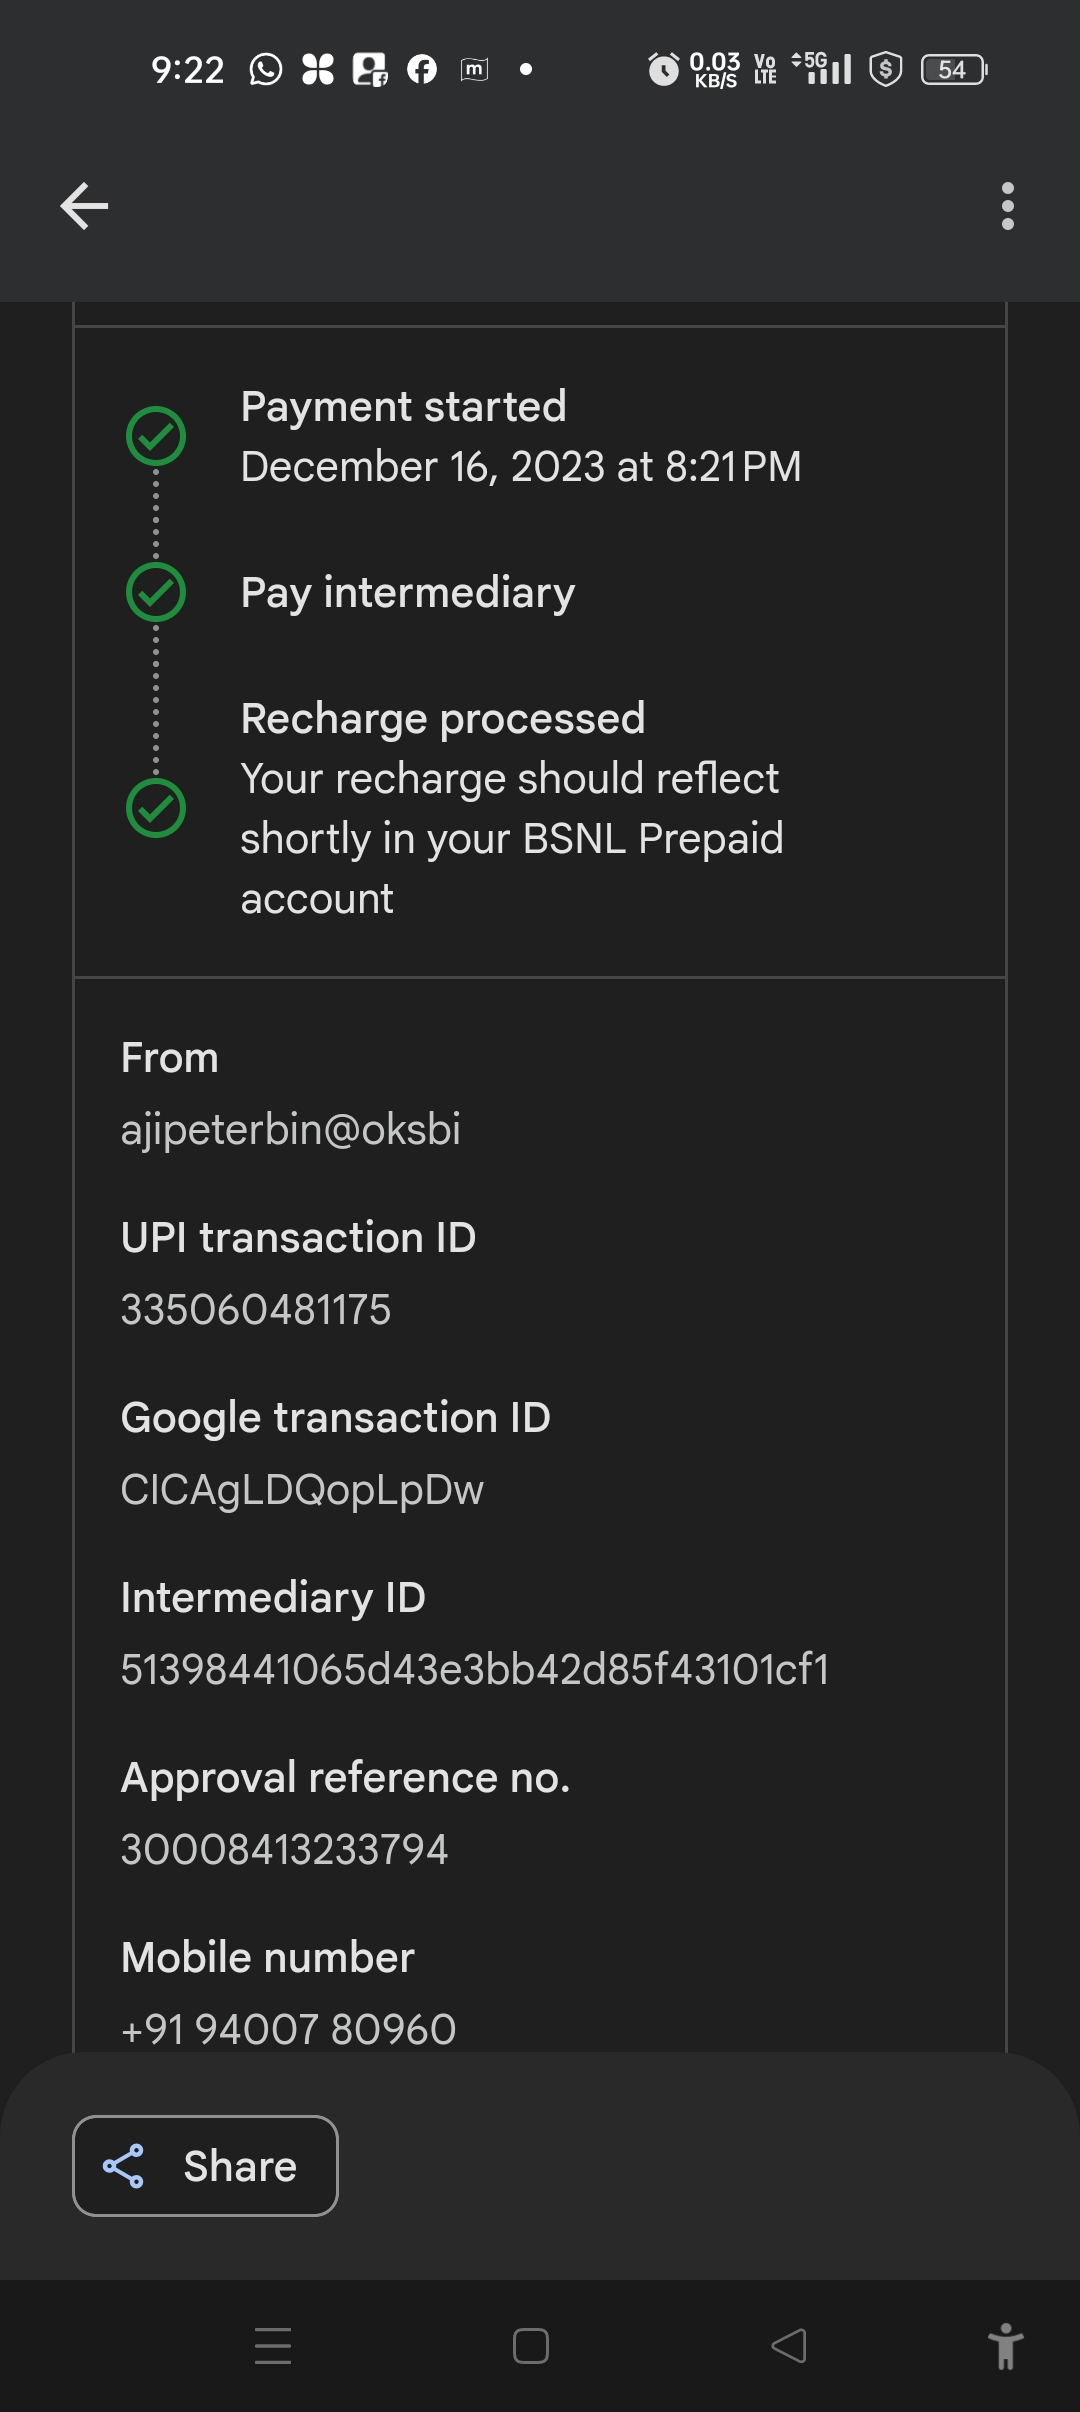 9:22
m
0.03
KB/S
Vo
LTE
5G
$
54
Payment started
December 16, 2023 at 8:21 PM
Pay intermediary
Recharge processed
Your recharge should reflect
shortly in your BSNL Prepaid
account
From
ajipeterbin@oksbi
UPI transaction ID
335060481175
Google transaction ID
CICAgLDQopLpDw
Intermediary ID
51398441065d43e3bb42d85f43101cf1
Approval reference no.
30008413233794
Mobile number
+91 94007 80960
Share